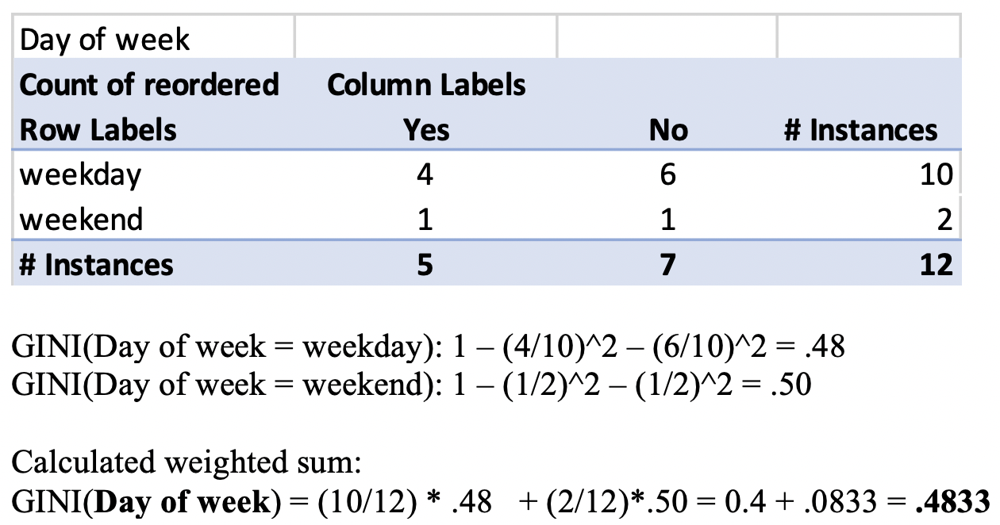 Day of week
Count of reordered Column Labels
Row Labels Yes No # Instances
weekday 4 6 10
weekend 1 1 2
# Instances 5 7 12
GINI(Day of week = weekday): 1 – (4/10)^2 – (6/10)^2 = .48
GINI(Day of week = weekend): 1 – (1/2)^2 – (1/2)^2 = .50
Calculated weighted sum:
GINI(Day of week) = (10/12) * .48 + (2/12)*.50 = 0.4 + .0833 = .4833